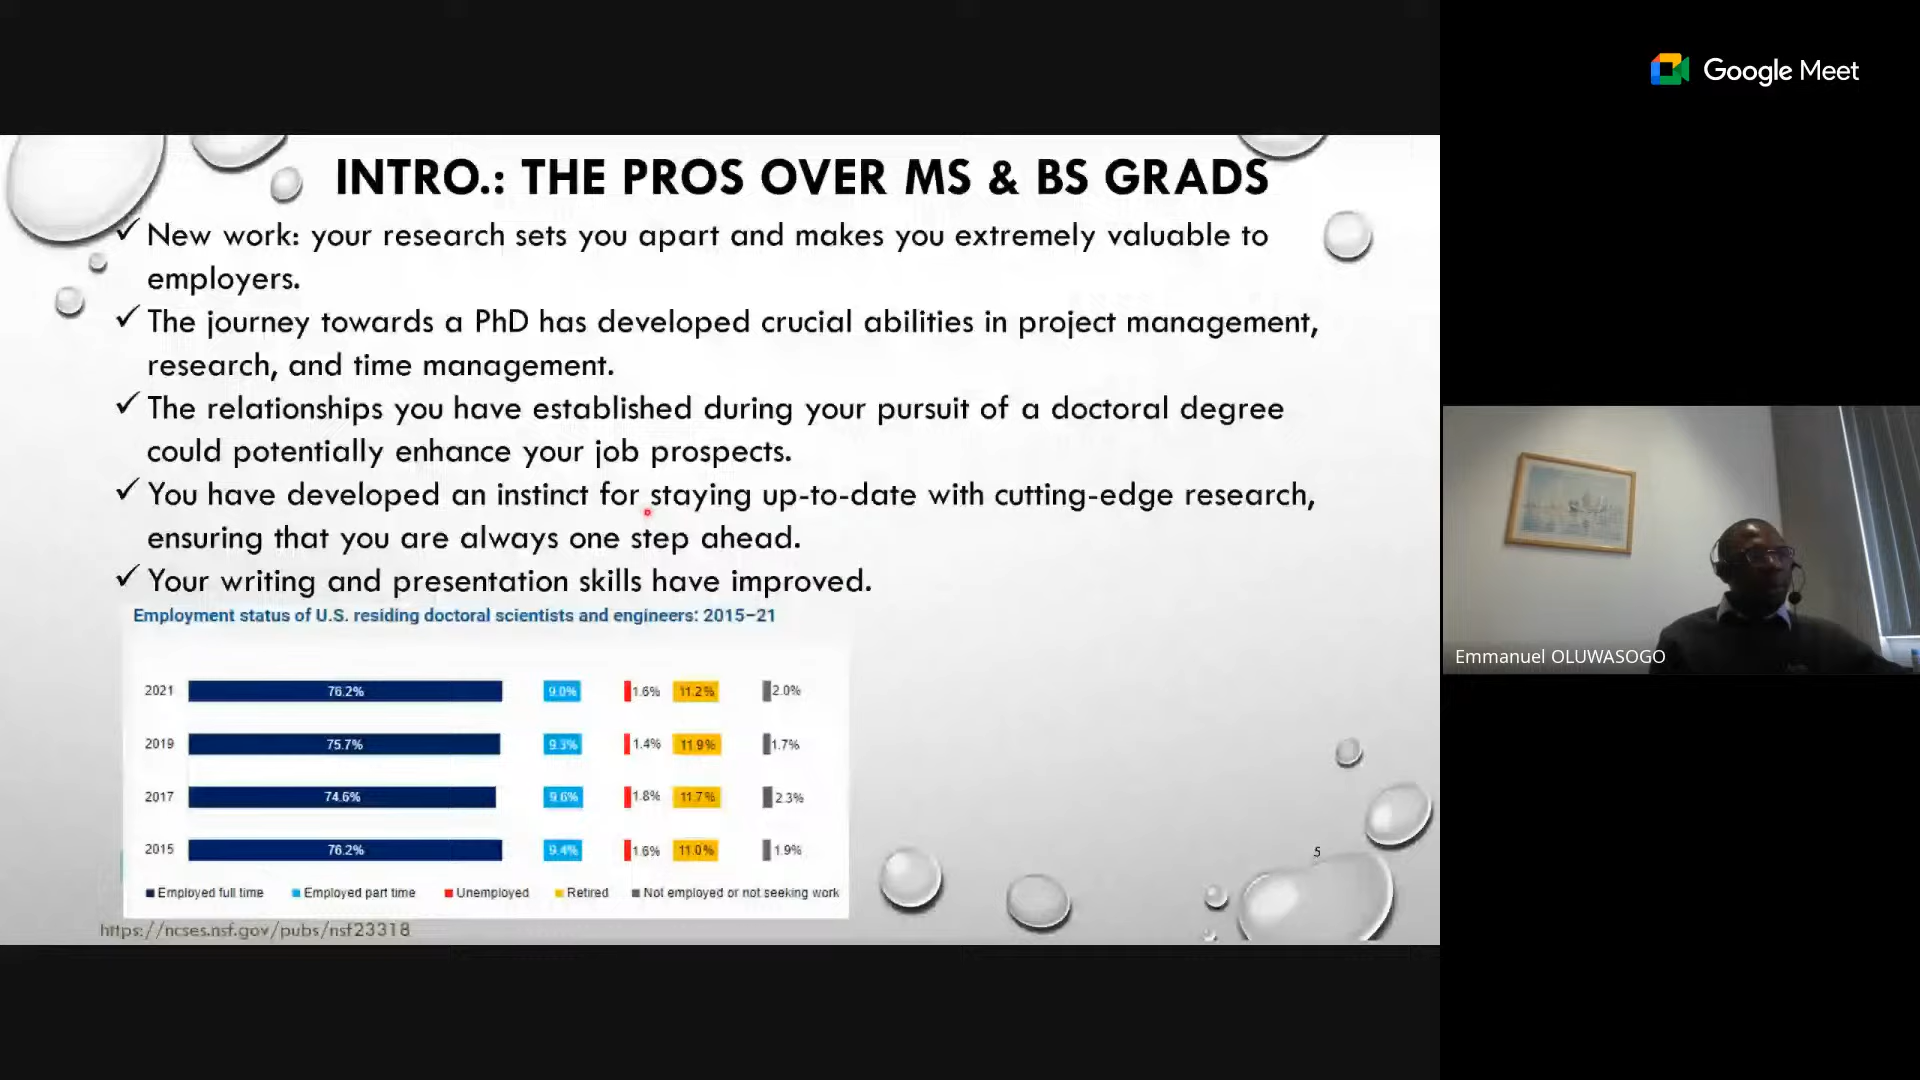 Google Meet
INTRO.: THE PROS OVER MS & BS GRADS
✓ New work: your research sets you apart and makes you extremely valuable to
employers.
✓ The journey towards a PhD has developed crucial abilities in project management,
research, and time management.
✓ The relationships you have established during your pursuit of a doctoral degree
could potentially enhance your job prospects.
✓ You have developed an instinct for staying up-to-date with cutting-edge research,
ensuring that you are always one step ahead.
✓ Your writing and presentation skills have improved.
Employment status of U.S. residing doctoral scientists and engineers: 2015–21
2021 76.2% 9.0% 1.6% 11.2% 2.0%
2019 75.7% 9.3% 1.4% 11.9% 1.7%
2017 74.6% 9.6% 1.8% 11.7% 2.3%
2015 76.2% 9.4% 1.6% 11.0% 1.9%
Employed full time Employed part time Unemployed Retired Not employed or not seeking work
https://ncses.nsf.gov/pubs/nsf23318
5
Emmanuel OLUWASOGO